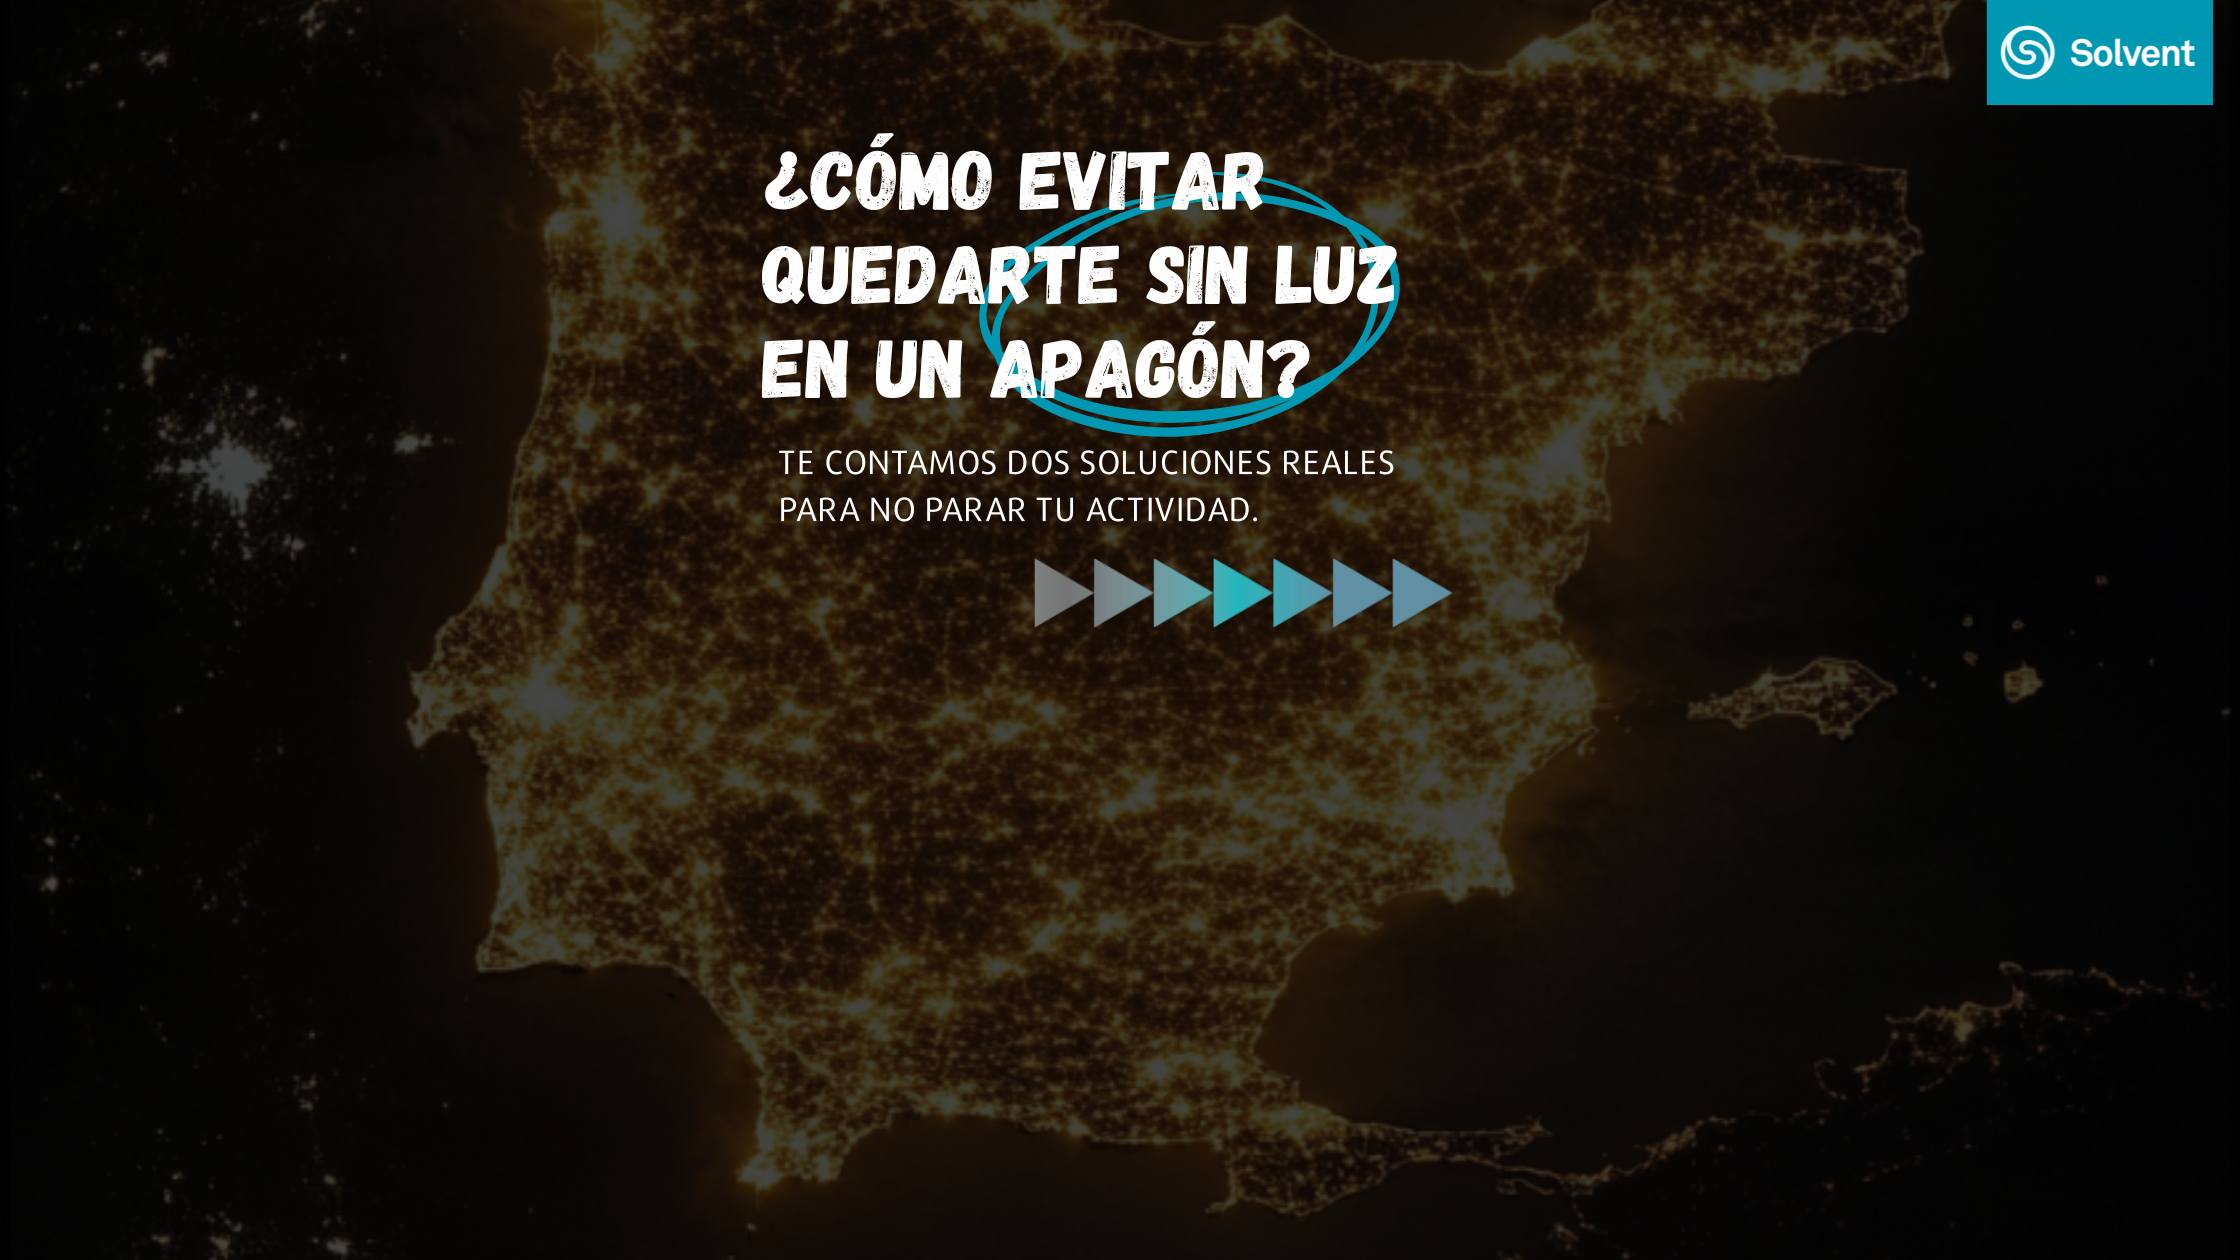 Solvent
¿CÓMO EVITAR
QUEDARTE SIN LUZ
EN UN APAGÓN?
TE CONTAMOS DOS SOLUCIONES REALES
PARA NO PARAR TU ACTIVIDAD.